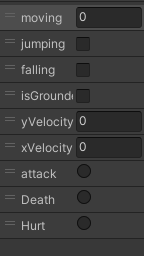 moving 0
jumping
falling
isGrounde
yVelocity 0
xVelocity 0
attack
Death
Hurt